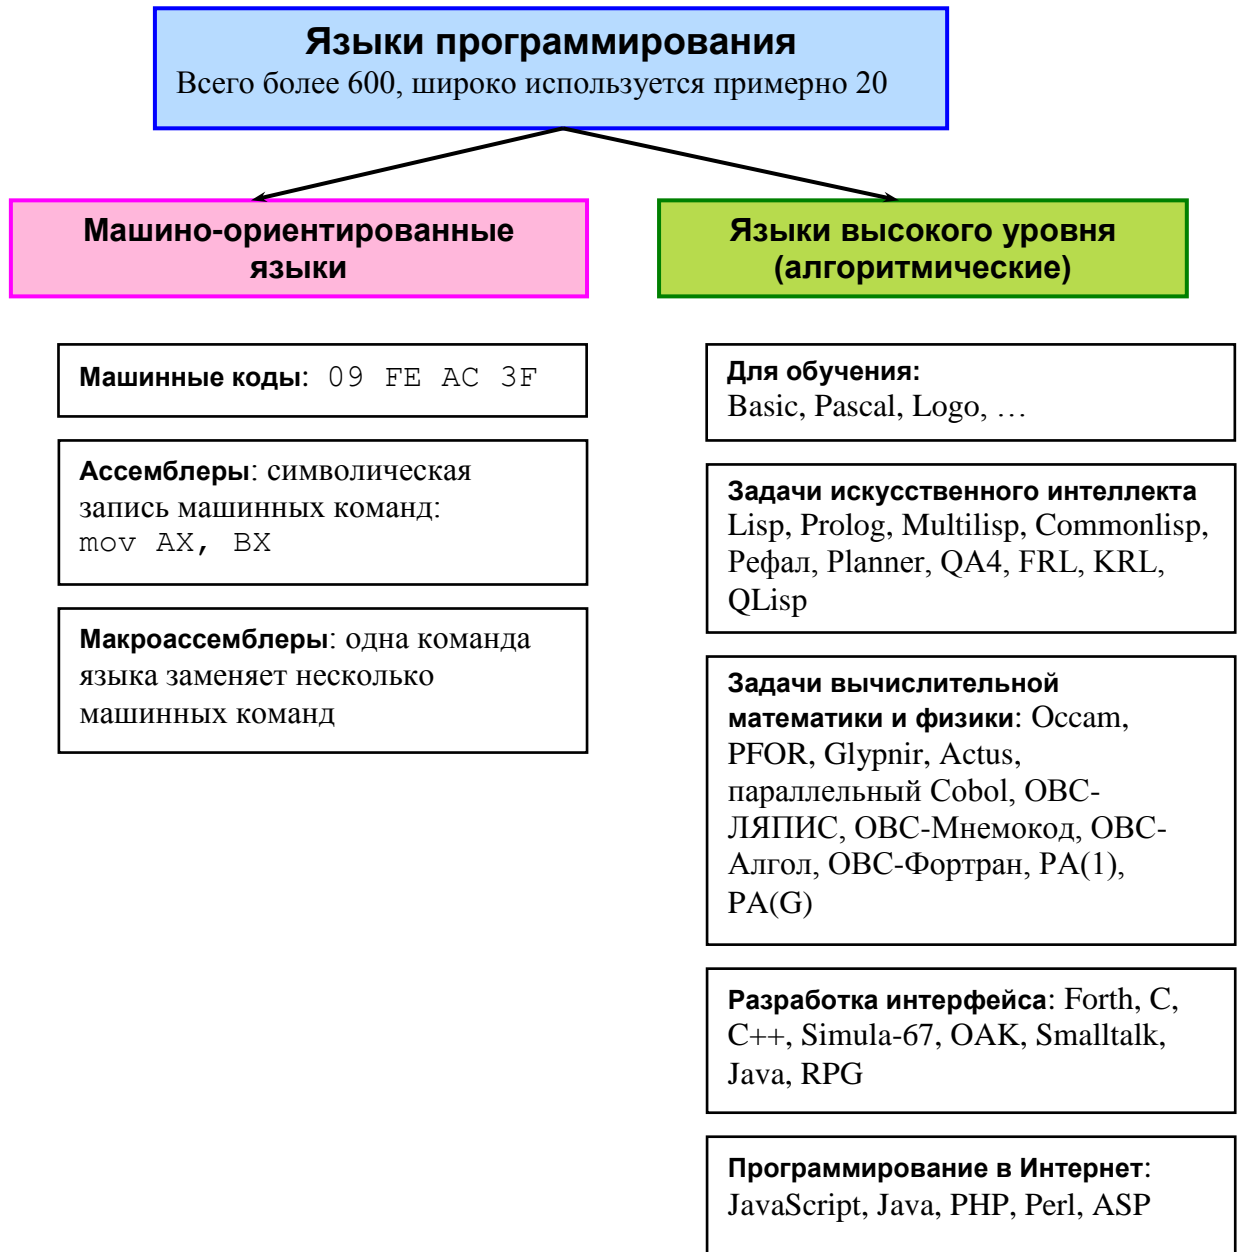 Языки программирования
Всего более 600, широко используется примерно 20
Машино-ориентированные
языки
Машинные коды: 09 FE AC 3F
Ассемблеры: символическая
запись машинных команд:
mov AX, BX
Макроассемблеры: одна команда
языка заменяет несколько
машинных команд
Языки высокого уровня
(алгоритмические)
Для обучения:
Basic, Pascal, Logo, …
Задачи искусственного интеллекта
Lisp, Prolog, Multilisp, Commonlisp,
Рефал, Planner, QA4, FRL, KRL,
QLisp
Задачи вычислительной
математики и физики: Occam,
PFOR, Glypnir, Actus,
параллельный Cobol, ОВС-
ЛЯПИС, ОВС-Мнемокод, ОВС-
Алгол, ОВС-Фортран, PA(1),
PA(G)
Разработка интерфейса: Forth, C,
C++, Simula-67, OAK, Smalltalk,
Java, RPG
Программирование в Интернет:
JavaScript, Java, PHP, Perl, ASP